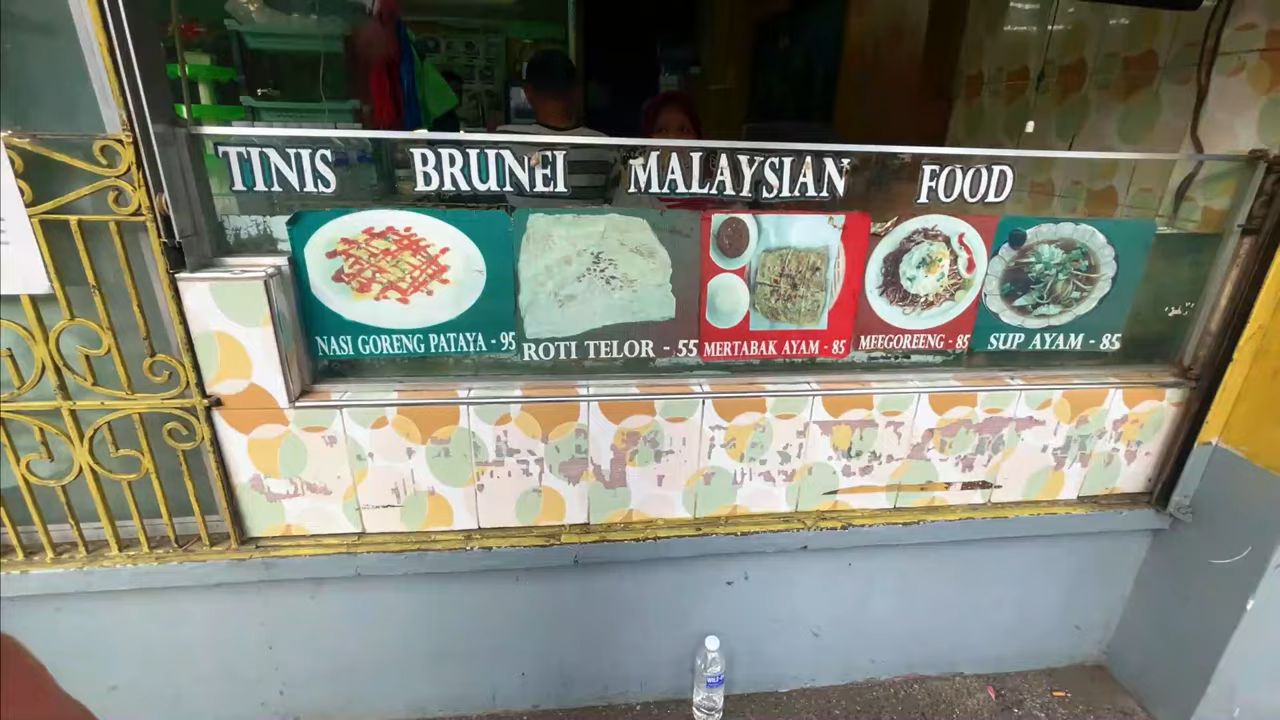 TINIS BRUNEI MALAYSIAN FOOD
NASI GORENG PATAYA - 95
ROTI TELOR - 55
MERTABAK AYAM - 85
MEEGOREENG - 85
SUP AYAM - 85